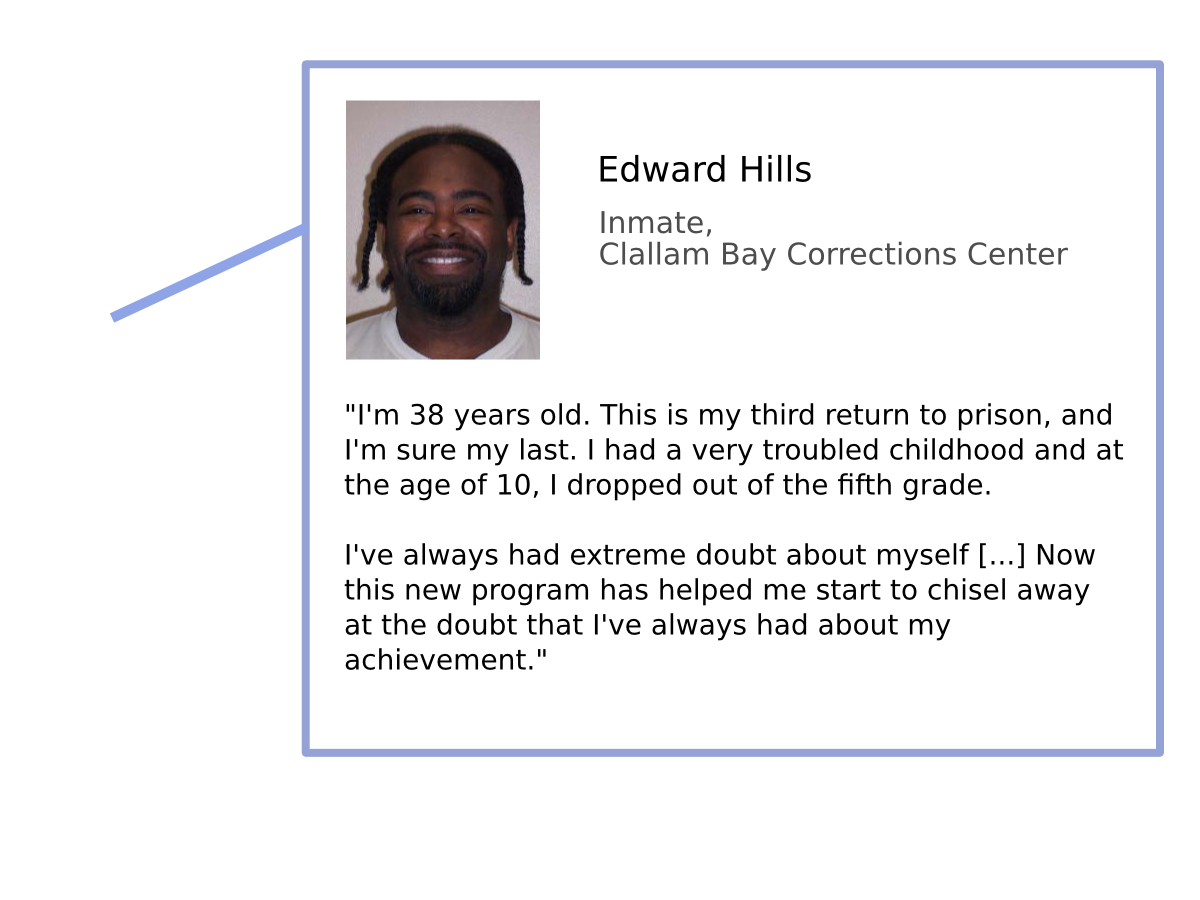 Edward Hills
Inmate,
Clallam Bay Corrections Center
"I'm 38 years old. This is my third return to prison, and
I'm sure my last. I had a very troubled childhood and at
the age of 10, I dropped out of the fifth grade.
I've always had extreme doubt about myself [...] Now
this new program has helped me start to chisel away
at the doubt that I've always had about my
achievement."